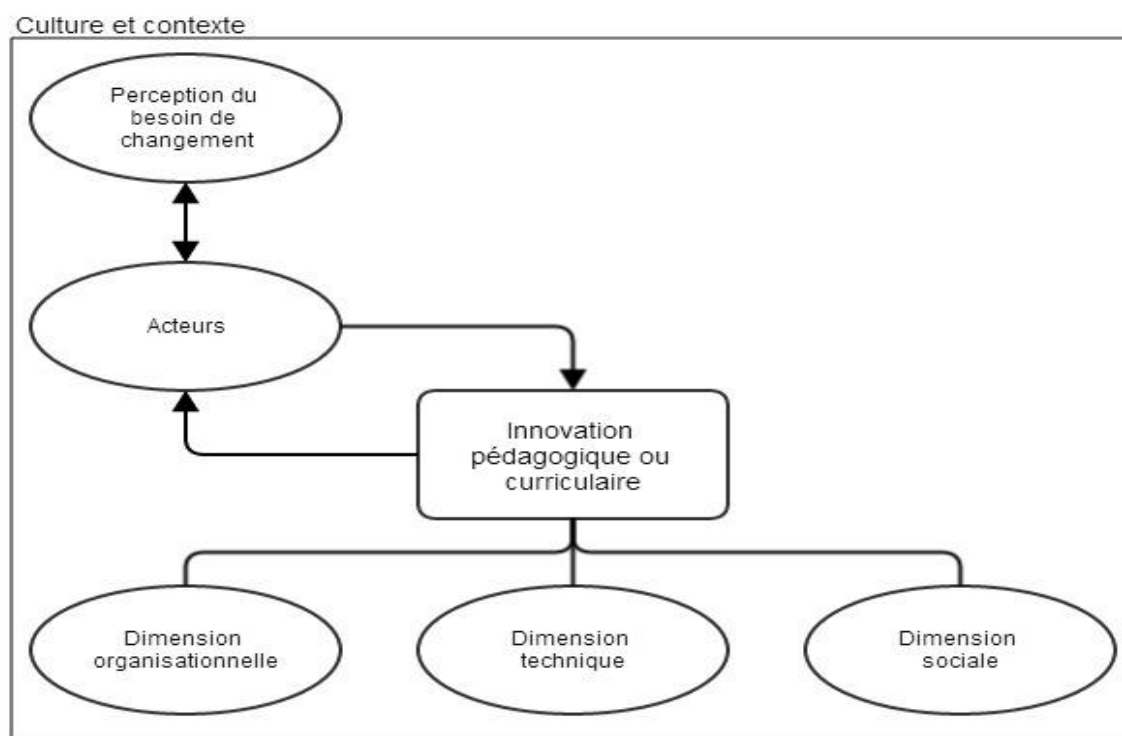 Culture et contexte
Perception du
besoin de
changement
Acteurs
Innovation
pédagogique ou
curriculaire
Dimension
organisationnelle
Dimension
technique
Dimension
sociale